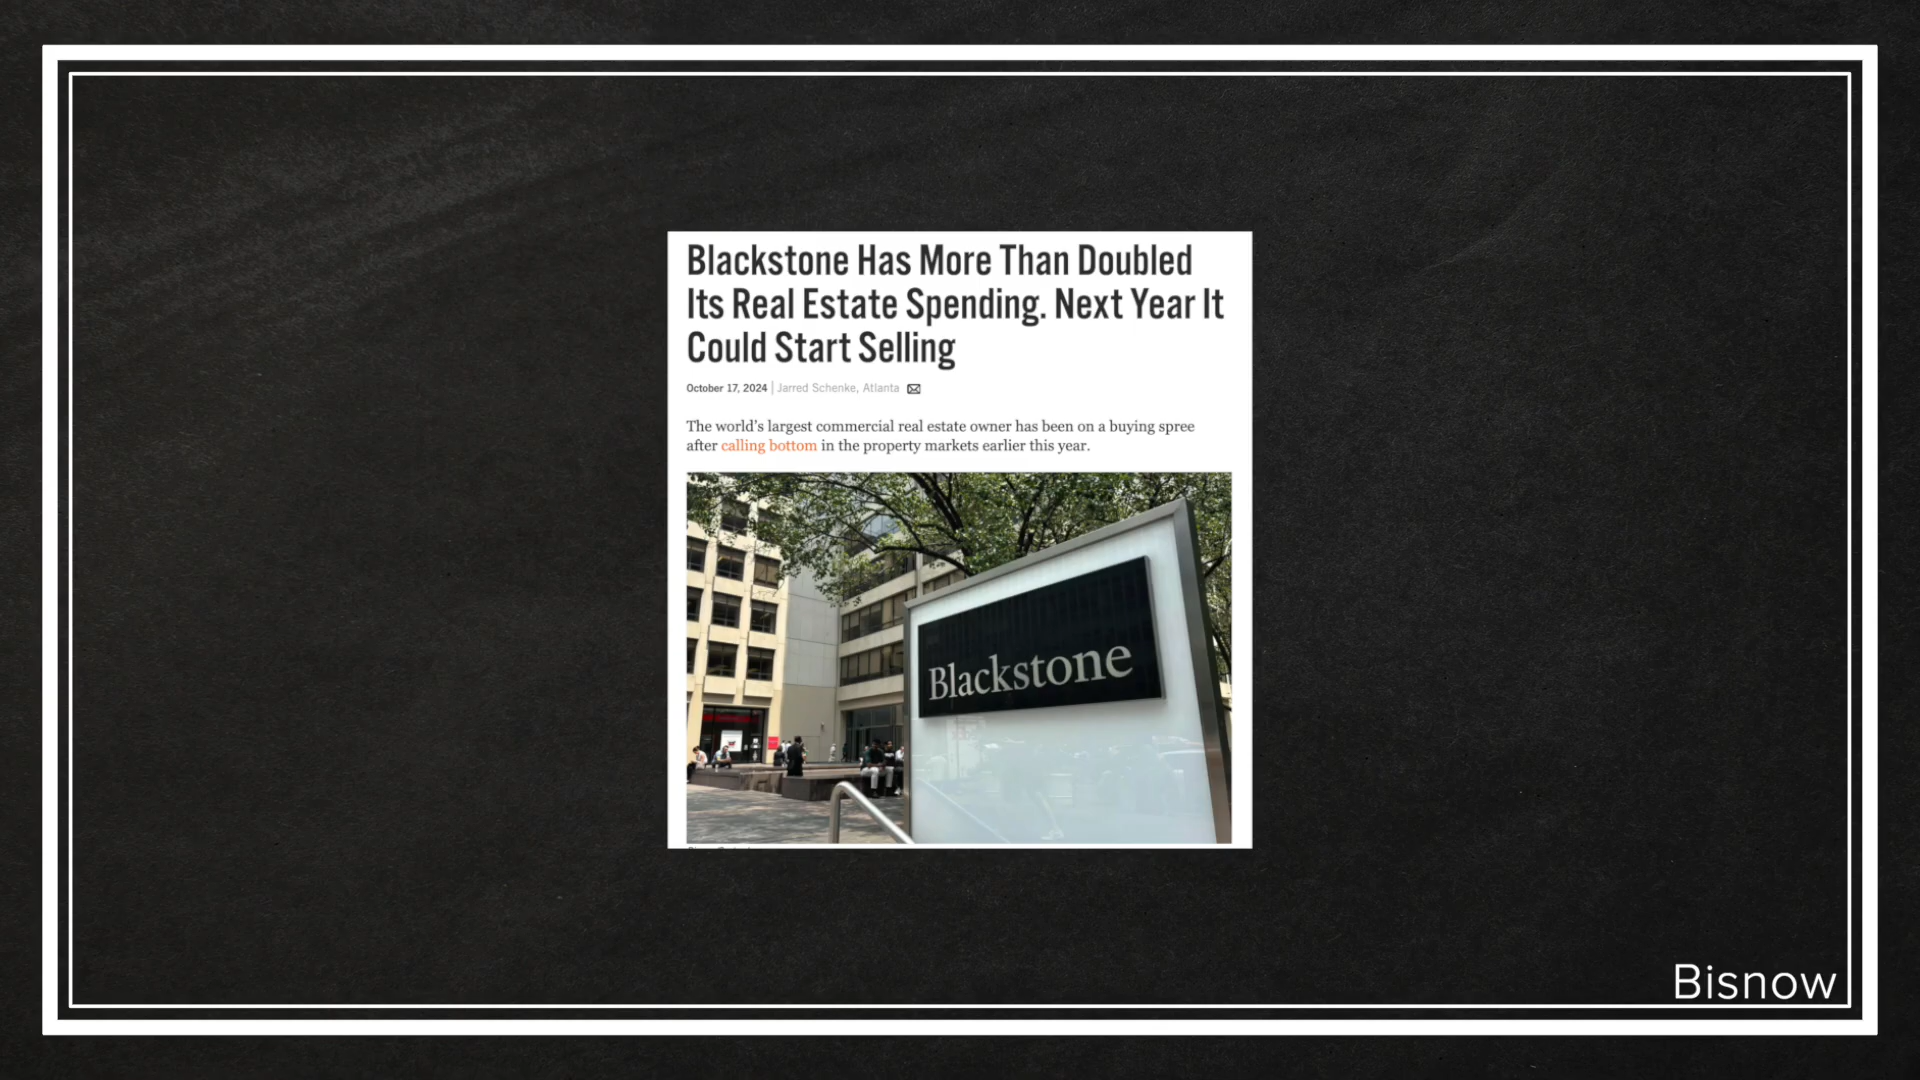 Blackstone Has More Than Doubled
Its Real Estate Spending. Next Year It
Could Start Selling
October 17, 2024 | Jarred Schenke, Atlanta
The world's largest commercial real estate owner has been on a buying spree
after calling bottom in the property markets earlier this year.
Blackstone
Bisnow